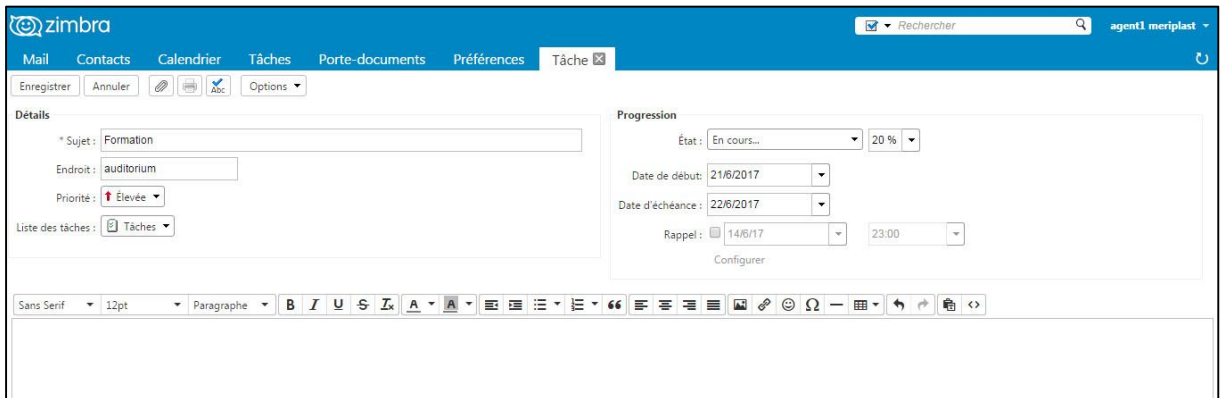 zimbra
Rechercher
agent1 meriplast
Mail Contacts Calendrier Tâches Porte-documents Préférences Tâche
Enregistrer Annuler Abc Options
Détails
* Sujet : Formation
Endroit : auditorium
Priorité : Élevée
Liste des tâches : Tâches
Progression
État : En cours... 20 %
Date de début: 21/6/2017
Date d'échéance : 22/6/2017
Rappel : 14/6/17 23:00
Configurer
Sans Serif 12pt Paragraphe B I U S Tx A A Ω